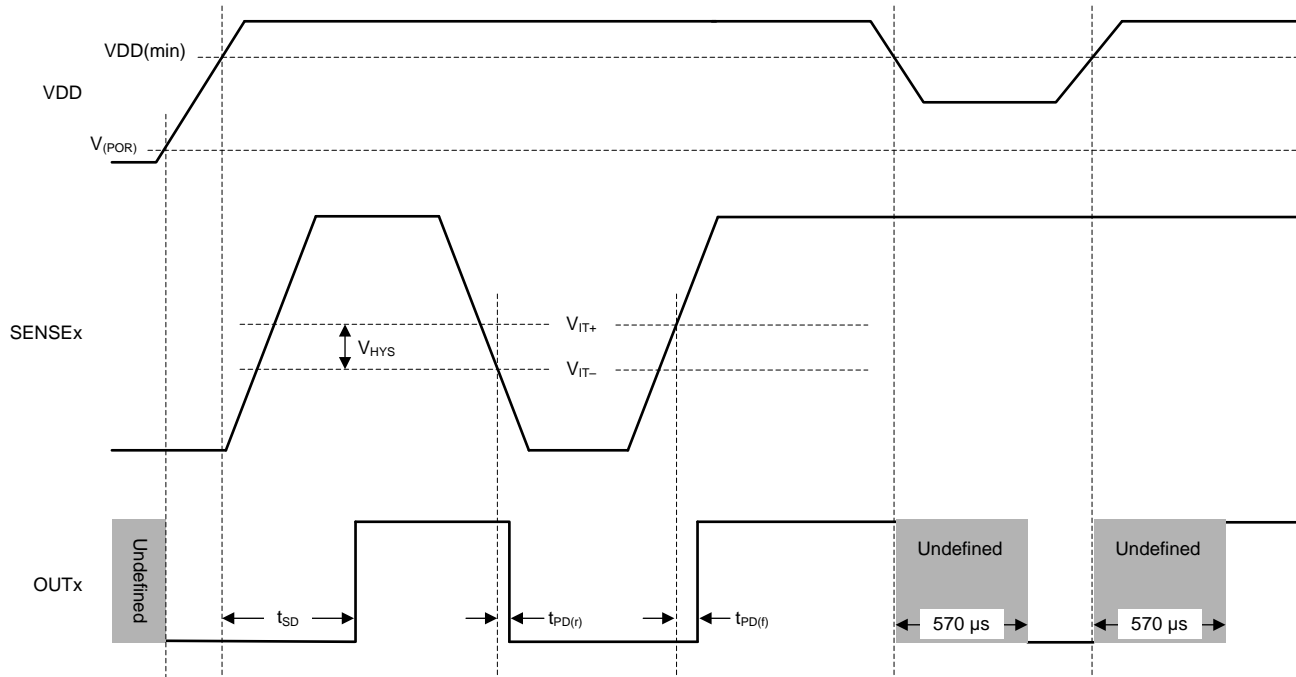 VDD(min)
VDD
V(POR)
SENSEx
VIT+
VHYS
VIT–
OUTx
Undefined
Undefined
Undefined
tSD
tPD(r)
tPD(f)
570 µs
570 µs